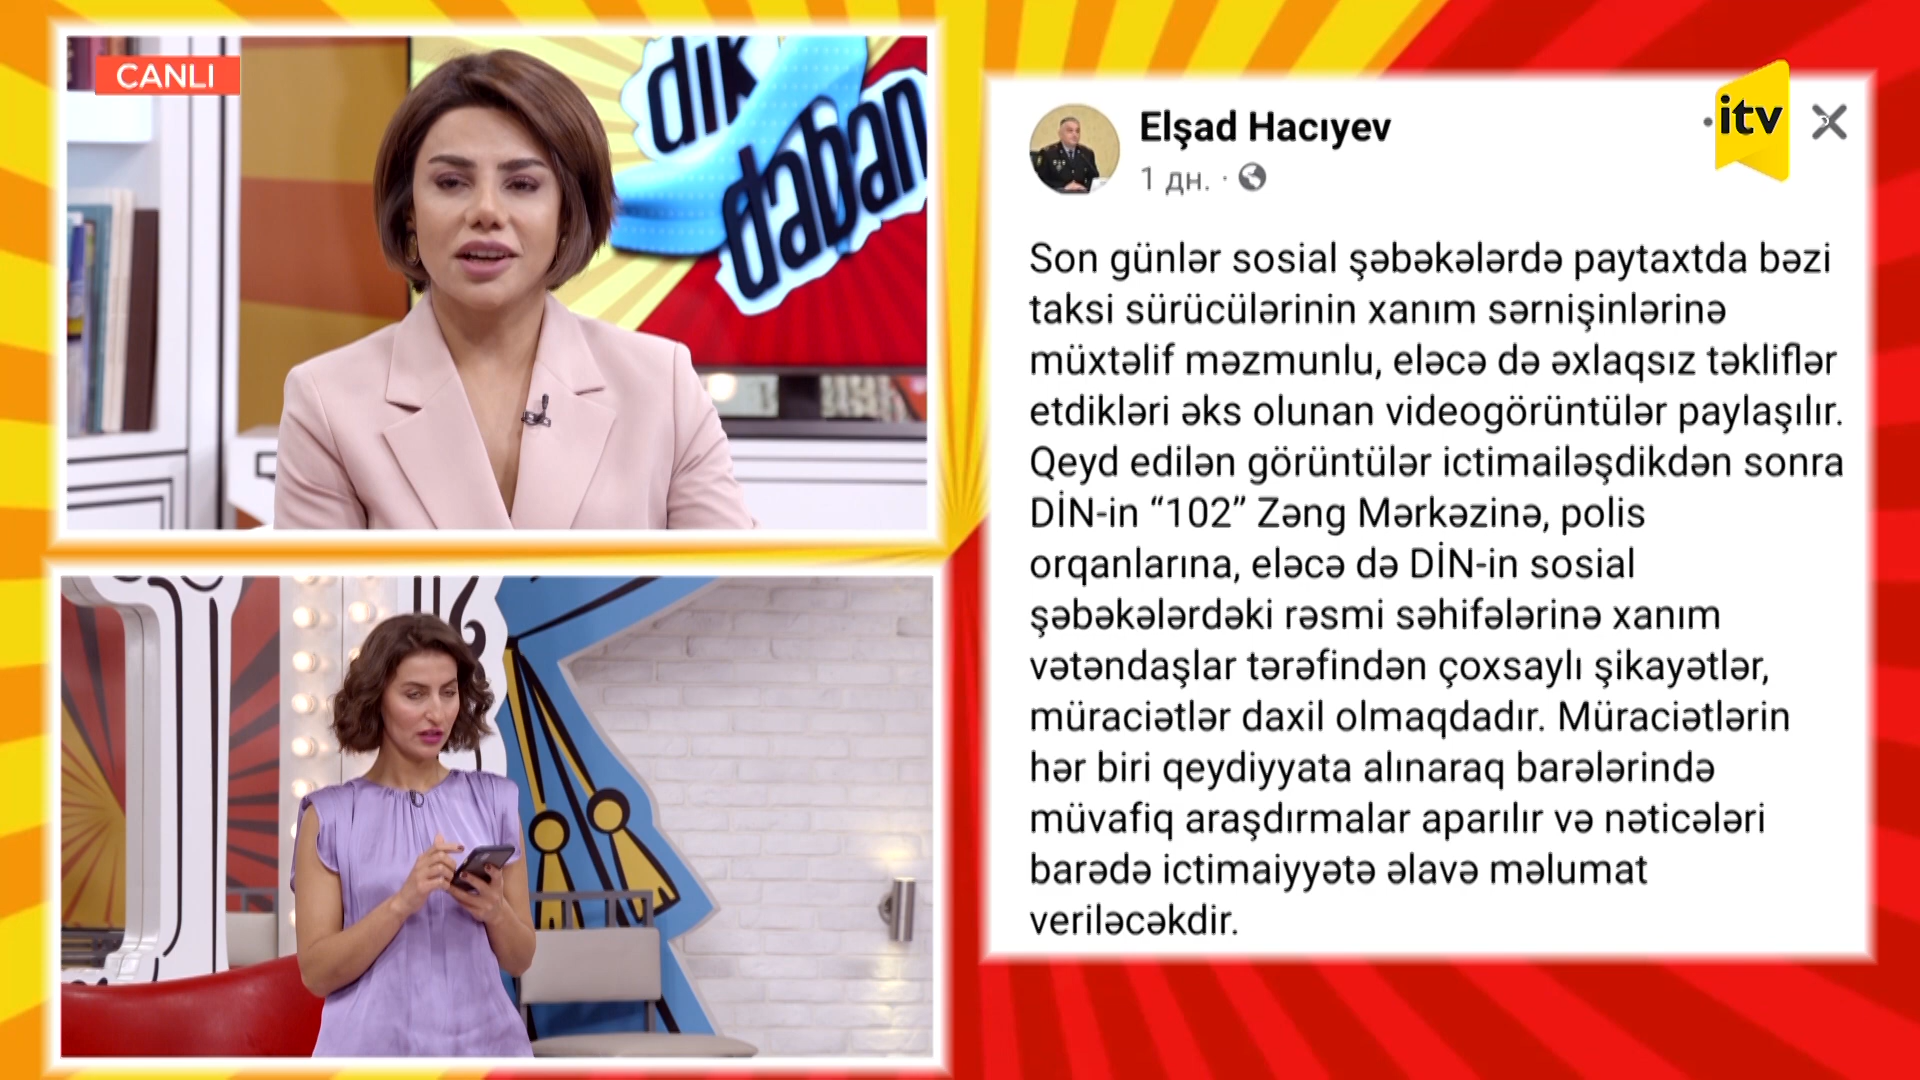 CANLI
dik
daban
itv
Elşad Hacıyev
1 дн. ·
Son günlər sosial şəbəkələrdə paytaxtda bəzi
taksi sürücülərinin xanım sərnişinlərinə
müxtəlif məzmunlu, eləcə də əxlaqsız təkliflər
etdikləri əks olunan videogörüntülər paylaşılır.
Qeyd edilən görüntülər ictimailəşdikdən sonra
DİN-in “102” Zəng Mərkəzinə, polis
orqanlarına, eləcə də DİN-in sosial
şəbəkələrdəki rəsmi səhifələrinə xanım
vətəndaşlar tərəfindən çoxsaylı şikayətlər,
müraciətlər daxil olmaqdadır. Müraciətlərin
hər biri qeydiyyata alınaraq barələrində
müvafiq araşdırmalar aparılır və nəticələri
barədə ictimaiyyətə əlavə məlumat
veriləcəkdir.